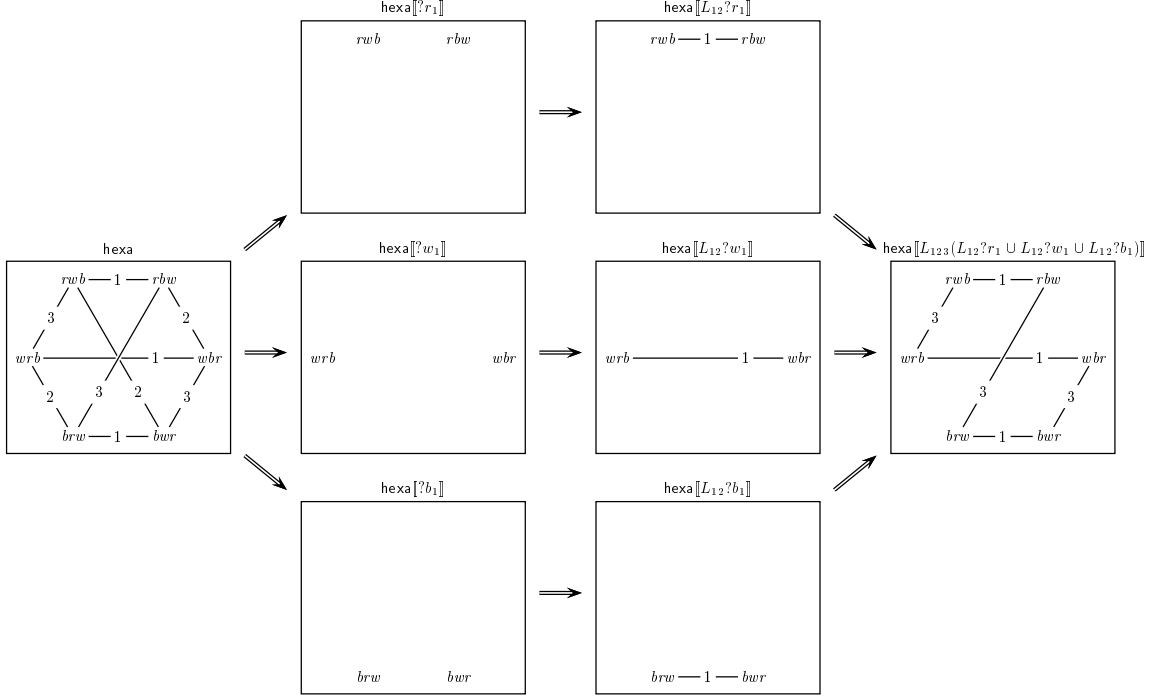 hexa⟦?r₁⟧ hexa⟦L₁₂?r₁⟧
rwb rbw rwb 1 rbw
hexa hexa⟦?w₁⟧ hexa⟦L₁₂?w₁⟧ hexa⟦L₁₂₃(L₁₂?r₁ ∪ L₁₂?w₁ ∪ L₁₂?b₁)⟧
rwb 1 rbw rwb 1 rbw
3 2 3
wrb 1 wbr wrb wbr wrb 1 wbr wrb 1 wbr
2 3 2 3 3 3
brw 1 bwr brw 1 bwr
hexa⟦?b₁⟧ hexa⟦L₁₂?b₁⟧
brw bwr brw 1 bwr